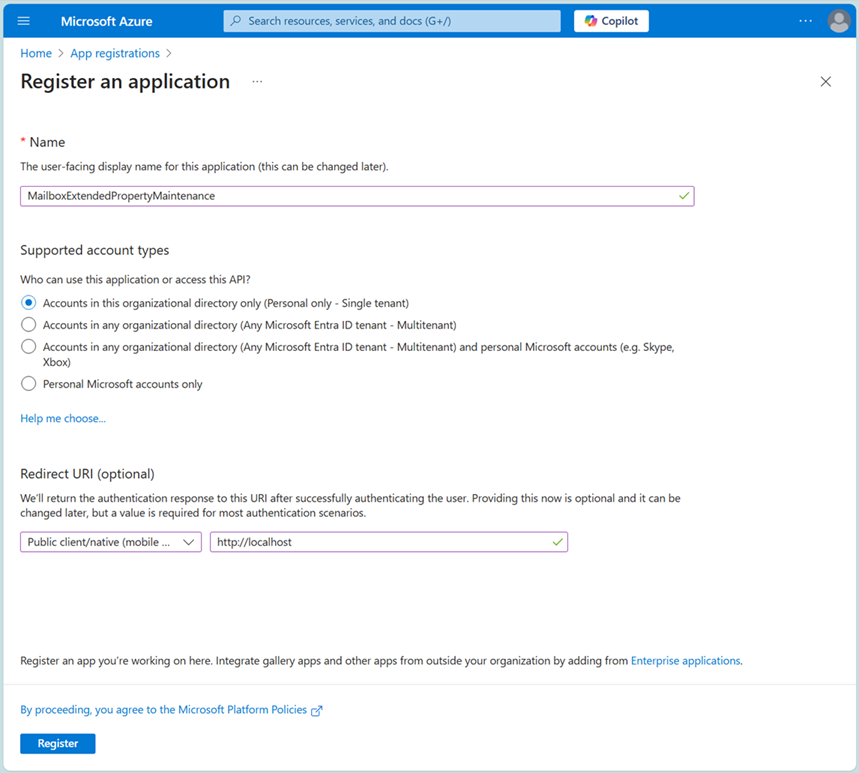 Microsoft Azure
Search resources, services, and docs (G+/)
Copilot
...
Home > App registrations >
Register an application ...
* Name
The user-facing display name for this application (this can be changed later).
MailboxExtendedPropertyMaintenance
Supported account types
Who can use this application or access this API?
Accounts in this organizational directory only (Personal only - Single tenant)
Accounts in any organizational directory (Any Microsoft Entra ID tenant - Multitenant)
Accounts in any organizational directory (Any Microsoft Entra ID tenant - Multitenant) and personal Microsoft accounts (e.g. Skype,
Xbox)
Personal Microsoft accounts only
Help me choose...
Redirect URI (optional)
We'll return the authentication response to this URI after successfully authenticating the user. Providing this now is optional and it can be
changed later, but a value is required for most authentication scenarios.
Public client/native (mobile ...
http://localhost
Register an app you're working on here. Integrate gallery apps and other apps from outside your organization by adding from Enterprise applications.
By proceeding, you agree to the Microsoft Platform Policies
Register